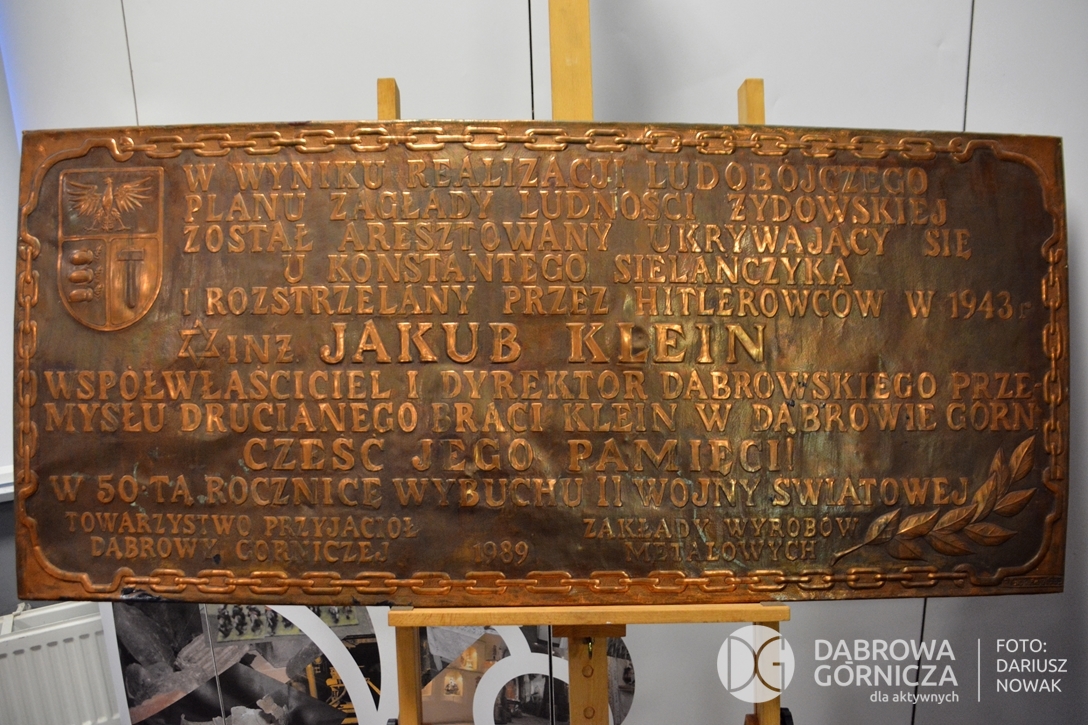 W WYNIKU REALIZACJI LUDOBÓJCZEGO
PLANU ZAGŁADY LUDNOŚCI ŻYDOWSKIEJ
ZOSTAŁ ARESZTOWANY UKRYWAJĄCY SIĘ
U KONSTANTEGO SIELAŃCZYKA
I ROZSTRZELANY PRZEZ HITLEROWCÓW W 1943 r
INŻ JAKUB KLEIN
WSPÓŁWŁAŚCICIEL I DYREKTOR DĄBROWSKIEGO PRZE-
MYSŁU DRUCIANEGO BRACI KLEIN W DĄBROWIE GÓRN
CZEŚĆ JEGO PAMIĘCI!
W 50-TĄ ROCZNICĘ WYBUCHU II WOJNY ŚWIATOWEJ
TOWARZYSTWO PRZYJACIÓŁ
DĄBROWY GÓRNICZEJ
1989
ZAKŁADY WYROBÓW
METALOWYCH
DG DĄBROWA
GÓRNICZA
dla aktywnych
FOTO:
DARIUSZ
NOWAK